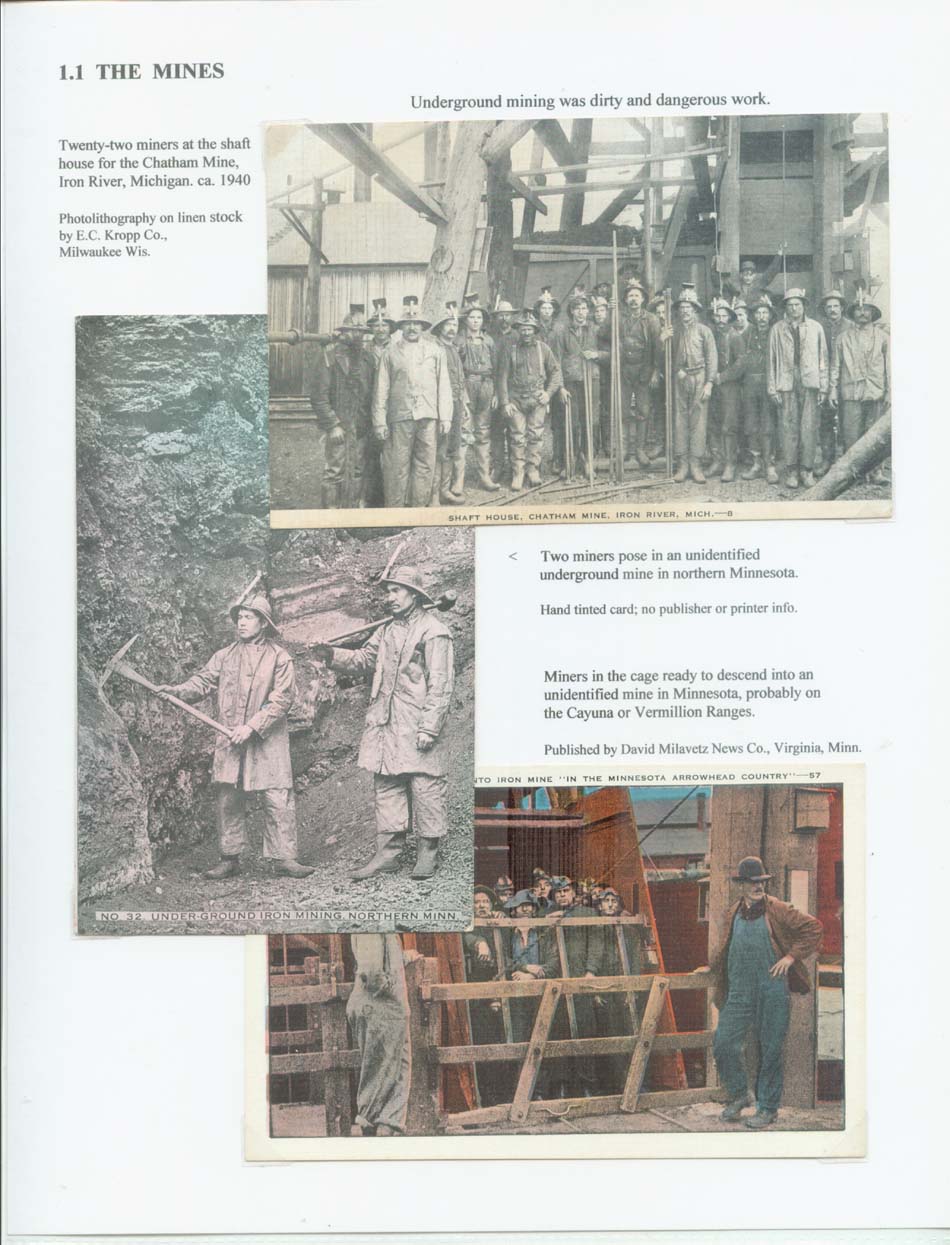 1.1 THE MINES
Underground mining was dirty and dangerous work.
Twenty-two miners at the shaft
house for the Chatham Mine,
Iron River, Michigan. ca. 1940
Photolithography on linen stock
by E.C. Kropp Co.,
Milwaukee Wis.
SHAFT HOUSE, CHATHAM MINE, IRON RIVER, MICH.—8
< Two miners pose in an unidentified
underground mine in northern Minnesota.
Hand tinted card; no publisher or printer info.
Miners in the cage ready to descend into an
unidentified mine in Minnesota, probably on
the Cayuna or Vermillion Ranges.
Published by David Milavetz News Co., Virginia, Minn.
NTO IRON MINE "IN THE MINNESOTA ARROWHEAD COUNTRY"—57
NO. 32. UNDER-GROUND IRON MINING, NORTHERN MINN.